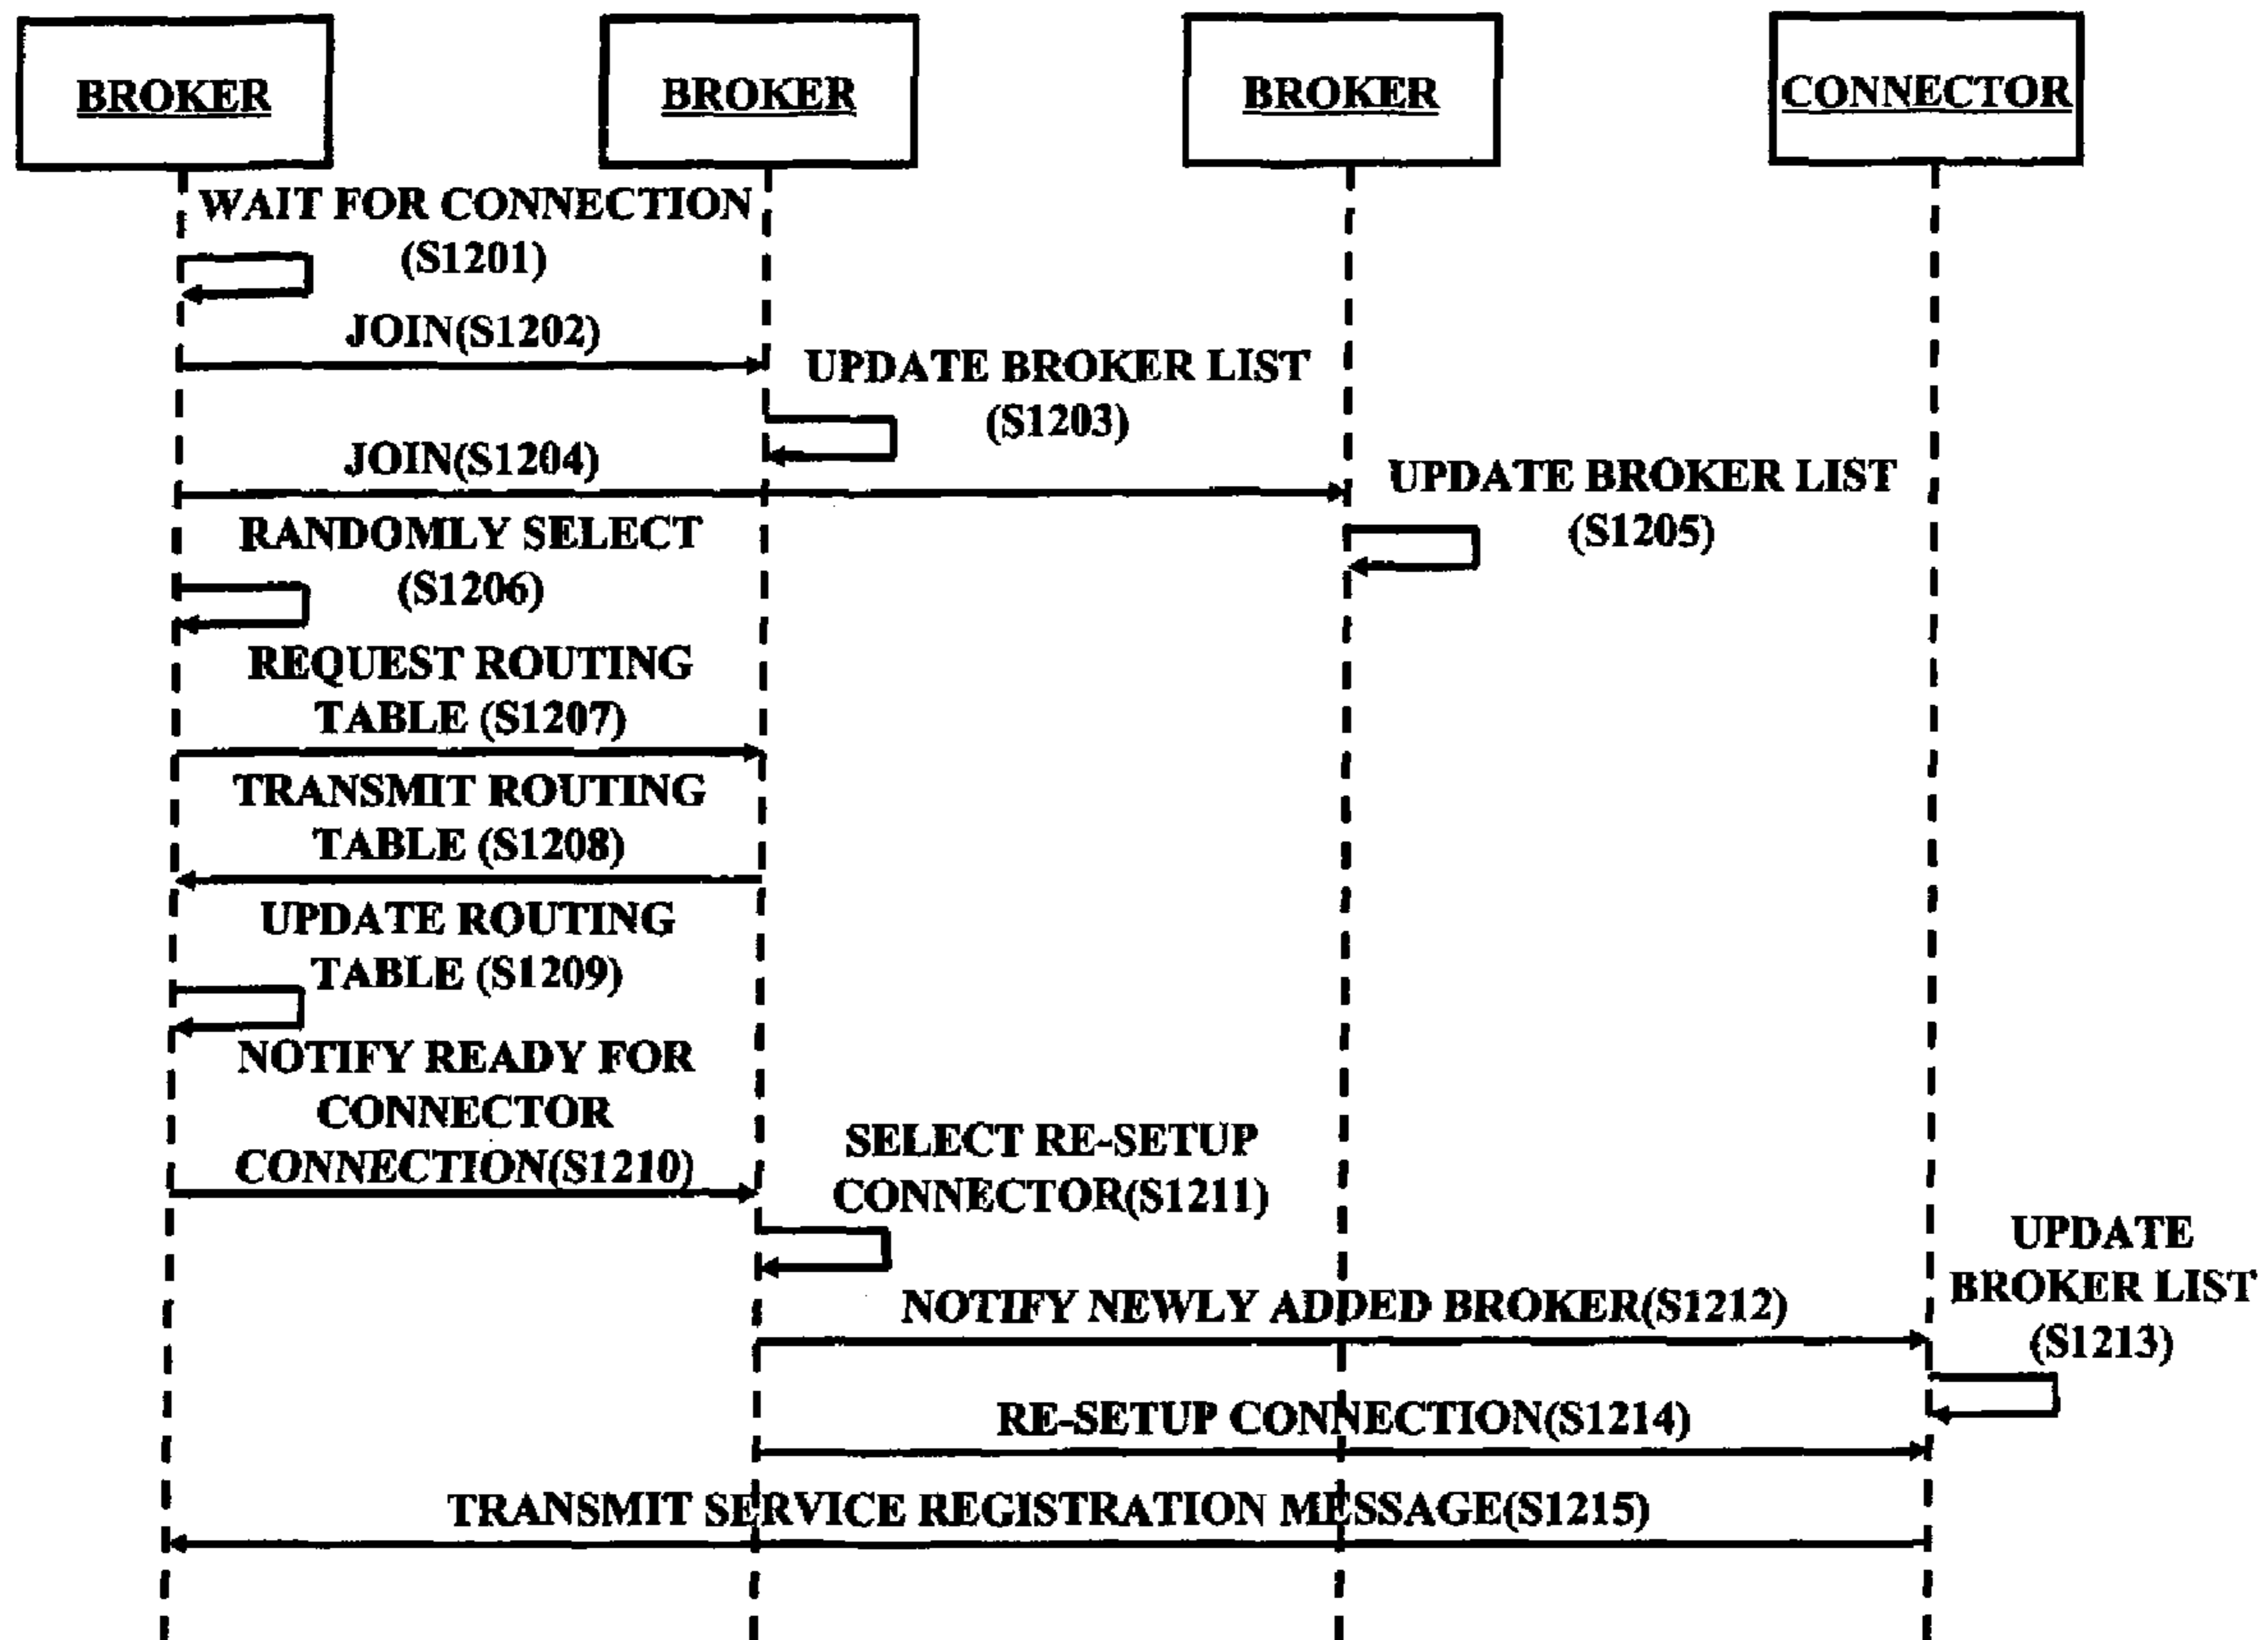 BROKER
BROKER
BROKER
CONNECTOR
WAIT FOR CONNECTION
(S1201)
JOIN(S1202)
UPDATE BROKER LIST
(S1203)
JOIN(S1204)
UPDATE BROKER LIST
(S1205)
RANDOMLY SELECT
(S1206)
REQUEST ROUTING
TABLE (S1207)
TRANSMIT ROUTING
TABLE (S1208)
UPDATE ROUTING
TABLE (S1209)
NOTIFY READY FOR
CONNECTOR
CONNECTION(S1210)
SELECT RE-SETUP
CONNECTOR(S1211)
NOTIFY NEWLY ADDED BROKER(S1212)
UPDATE
BROKER LIST
(S1213)
RE-SETUP CONNECTION(S1214)
TRANSMIT SERVICE REGISTRATION MESSAGE(S1215)